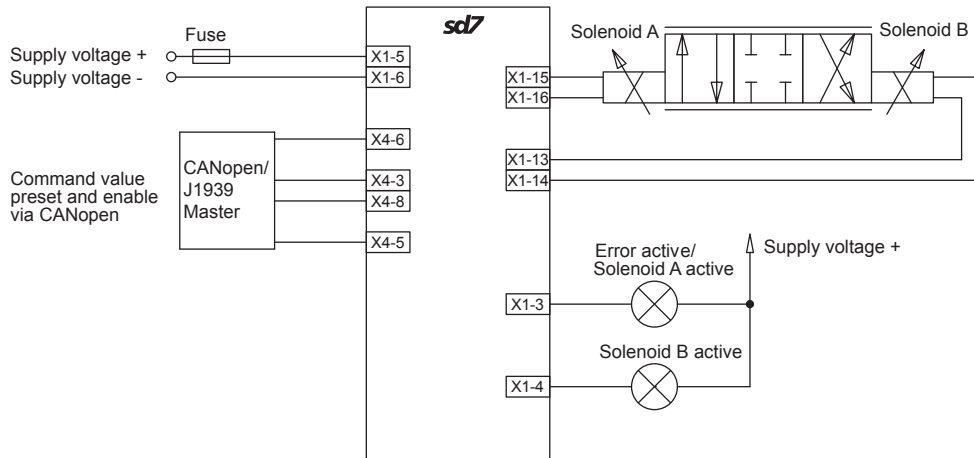 sd7
Solenoid A
Solenoid B
Fuse
Supply voltage +
X1-5
Supply voltage -
X1-6
X1-15
X1-16
X4-6
CANopen/
J1939
Master
X4-3
X4-8
X4-5
Command value
preset and enable
via CANopen
X1-13
X1-14
Error active/
Solenoid A active
Supply voltage +
X1-3
Solenoid B active
X1-4